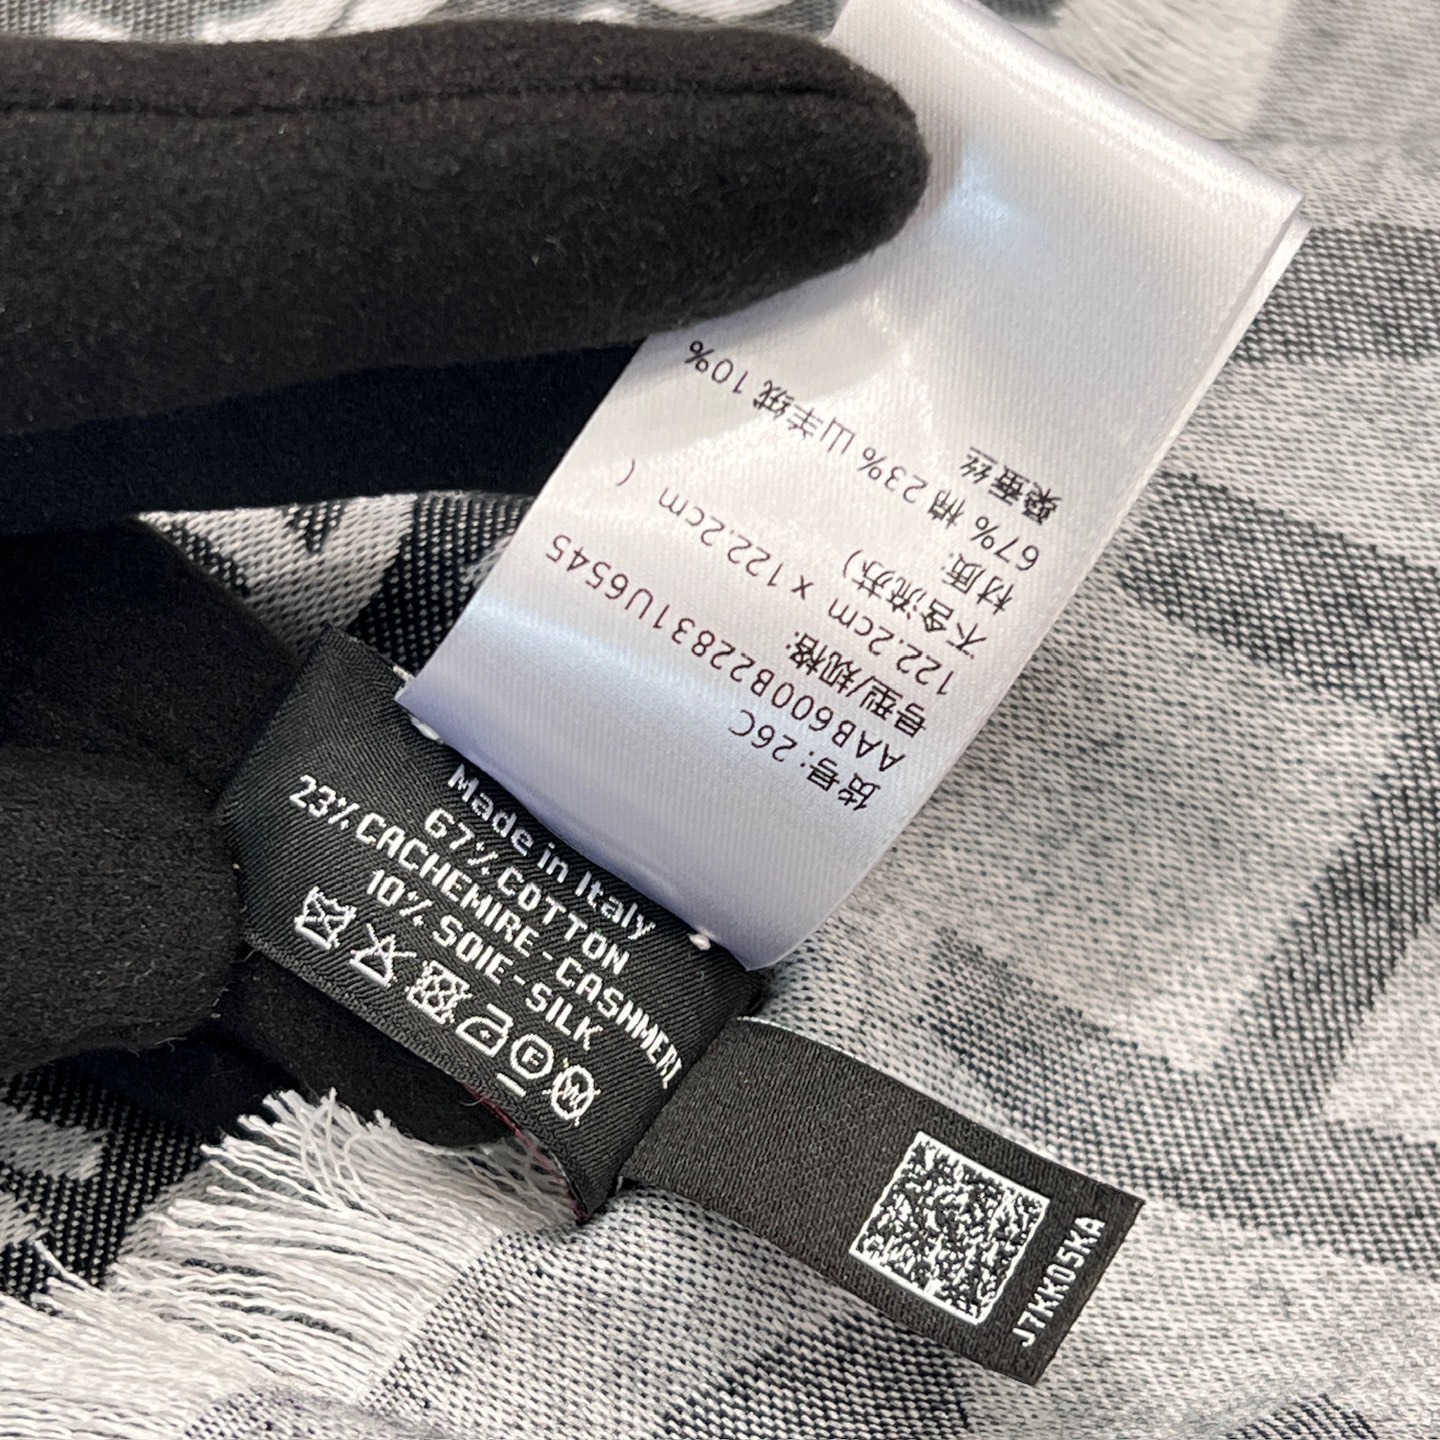 货号: 26C
AAB600B22831U6545
号型/规格:
122.2cm x 122.2cm (
不含流苏)
材质:
67% 棉 23% 山羊绒 10%
桑蚕丝
Made in Italy
67% COTTON
23% CACHEMIRE-CASHMERE
10% SOIE-SILK
J7KK05KA